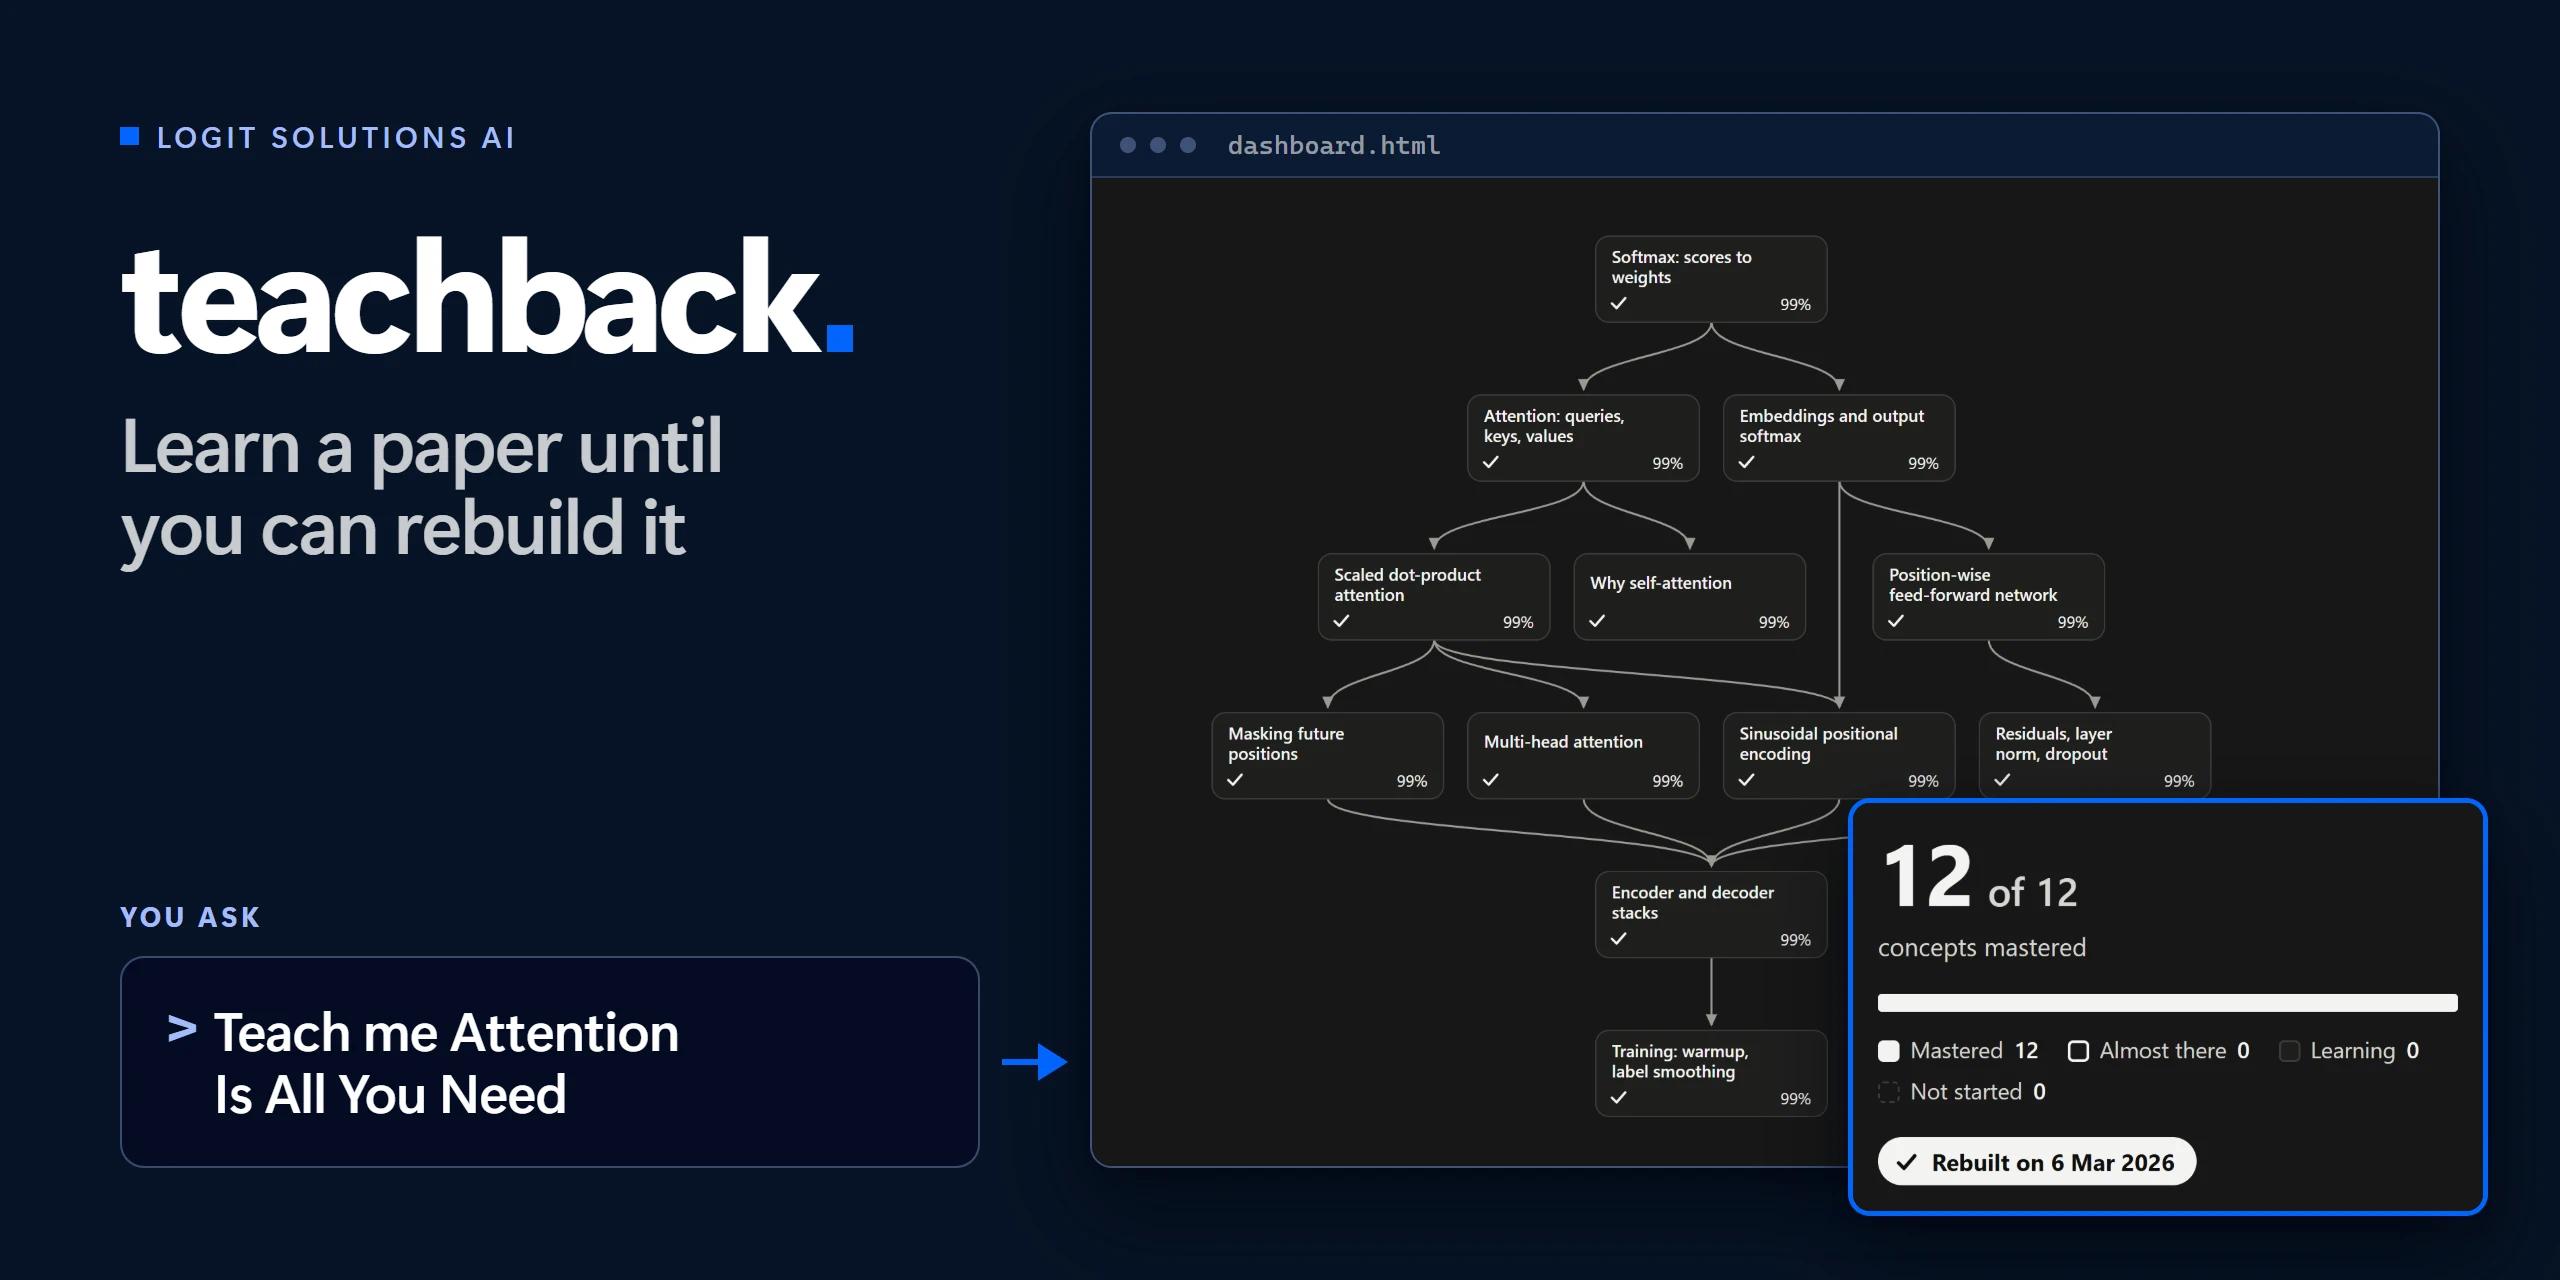 LOGIT SOLUTIONS AI
teachback.
Learn a paper until
you can rebuild it
YOU ASK
> Teach me Attention
Is All You Need
dashboard.html
Softmax: scores to
weights
99%
Attention: queries,
keys, values
99%
Embeddings and output
softmax
99%
Scaled dot-product
attention
99%
Why self-attention
99%
Position-wise
feed-forward network
99%
Masking future
positions
99%
Multi-head attention
99%
Sinusoidal positional
encoding
99%
Residuals, layer
norm, dropout
99%
Encoder and decoder
stacks
99%
Training: warmup,
label smoothing
99%
12 of 12
concepts mastered
Mastered 12 Almost there 0 Learning 0
Not started 0
Rebuilt on 6 Mar 2026